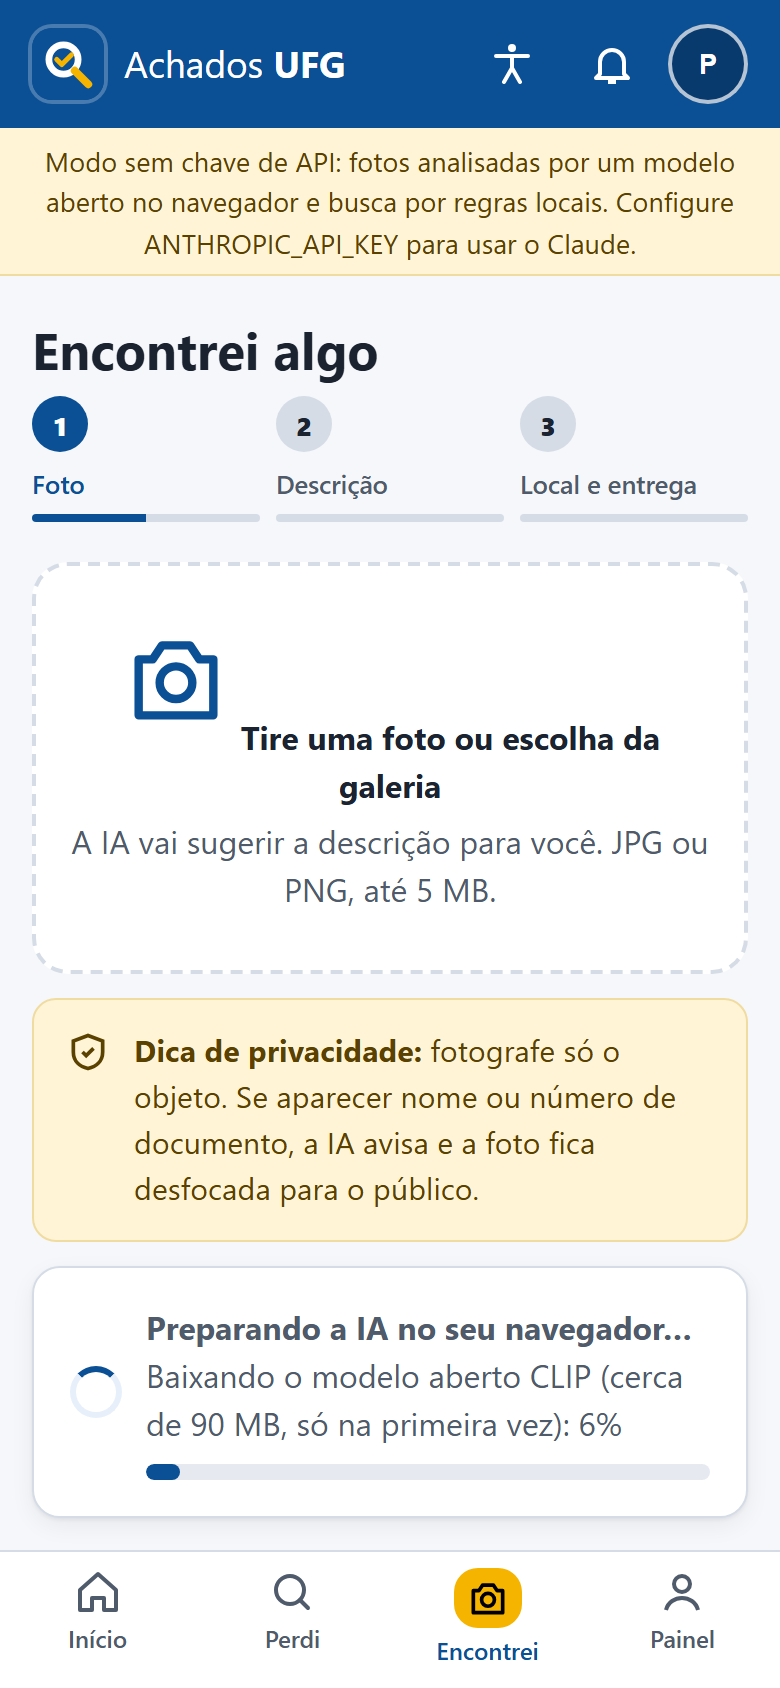 Achados UFG
P
Modo sem chave de API: fotos analisadas por um modelo
aberto no navegador e busca por regras locais. Configure
ANTHROPIC_API_KEY para usar o Claude.
Encontrei algo
1
2
3
Foto
Descrição
Local e entrega
Tire uma foto ou escolha da
galeria
A IA vai sugerir a descrição para você. JPG ou
PNG, até 5 MB.
Dica de privacidade: fotografe só o
objeto. Se aparecer nome ou número de
documento, a IA avisa e a foto fica
desfocada para o público.
Preparando a IA no seu navegador...
Baixando o modelo aberto CLIP (cerca
de 90 MB, só na primeira vez): 6%
Início
Perdi
Encontrei
Painel